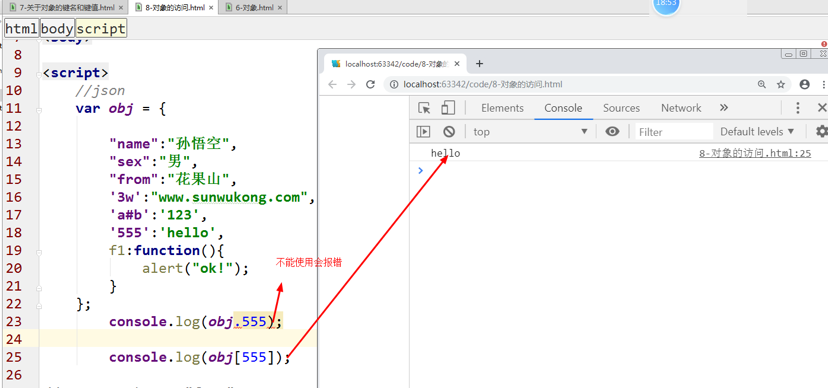 7-关于对象的键名和键值.html × 8-对象的访问.html × 6-对象.html ×
18:53
html body script
8
9 <script>
10 //json
11 var obj = {
12
13 "name":"孙悟空",
14 "sex":"男",
15 "from":"花果山",
16 '3w':"www.sunwukong.com",
17 'a#b':'123',
18 '555':'hello',
19 f1:function(){
20 alert("ok!");
21 }
22 };
23 console.log(obj.555);
24
25 console.log(obj[555]);
26
不能使用会报错
localhost:63342/code/8-对象的
localhost:63342/code/8-对象的访问.html
Elements Console Sources Network
top Filter Default levels
hello 8-对象的访问.html:25